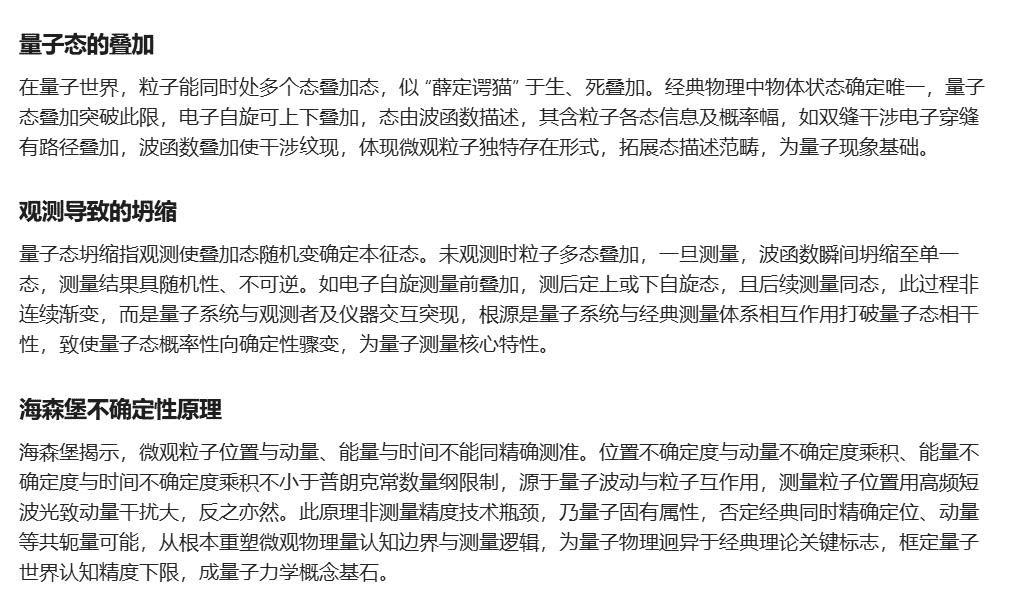 量子态的叠加
在量子世界，粒子能同时处多个态叠加态，似 “薛定谔猫” 于生、死叠加。经典物理中物体状态确定唯一，量子
态叠加突破此限，电子自旋可上下叠加，态由波函数描述，其含粒子各态信息及概率幅，如双缝干涉电子穿缝
有路径叠加，波函数叠加使干涉纹现，体现微观粒子独特存在形式，拓展态描述范畴，为量子现象基础。
观测导致的坍缩
量子态坍缩指观测使叠加态随机变确定本征态。未观测时粒子多态叠加，一旦测量，波函数瞬间坍缩至单一
态，测量结果具随机性、不可逆。如电子自旋测量前叠加，测后定上或下自旋态，且后续测量同态，此过程非
连续渐变，而是量子系统与观测者及仪器交互突现，根源是量子系统与经典测量体系相互作用打破量子态相干
性，致使量子态概率性向确定性骤变，为量子测量核心特性。
海森堡不确定性原理
海森堡揭示，微观粒子位置与动量、能量与时间不能同精确测准。位置不确定度与动量不确定度乘积、能量不
确定度与时间不确定度乘积不小于普朗克常数量纲限制，源于量子波动与粒子互作用，测量粒子位置用高频短
波光致动量干扰大，反之亦然。此原理非测量精度技术瓶颈，乃量子固有属性，否定经典同时精确定位、动量
等共轭量可能，从根本重塑微观物理量认知边界与测量逻辑，为量子物理迥异于经典理论关键标志，框定量子
世界认知精度下限，成量子力学概念基石。